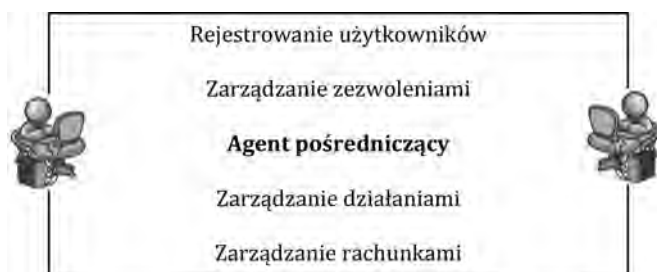 Rejestrowanie użytkowników
Zarządzanie zezwoleniami
Agent pośredniczący
Zarządzanie działaniami
Zarządzanie rachunkami